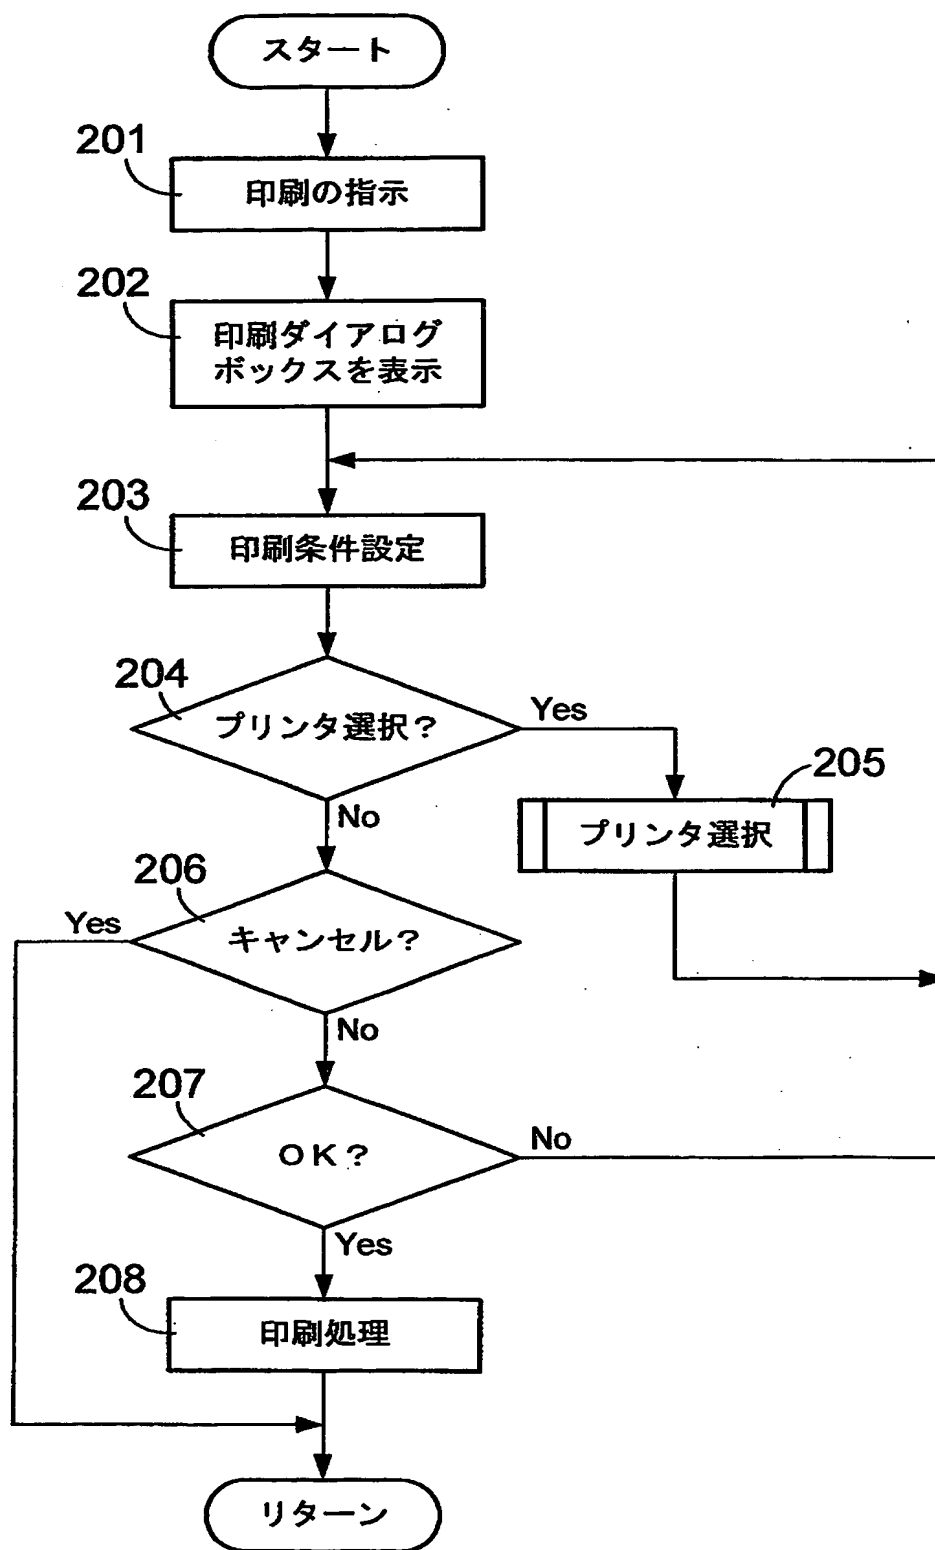 スタート
201
印刷の指示
202
印刷ダイアログ
ボックスを表示
203
印刷条件設定
204
プリンタ選択？
Yes
205
プリンタ選択
No
206
Yes
キャンセル？
No
207
ＯＫ？
No
Yes
208
印刷処理
リターン